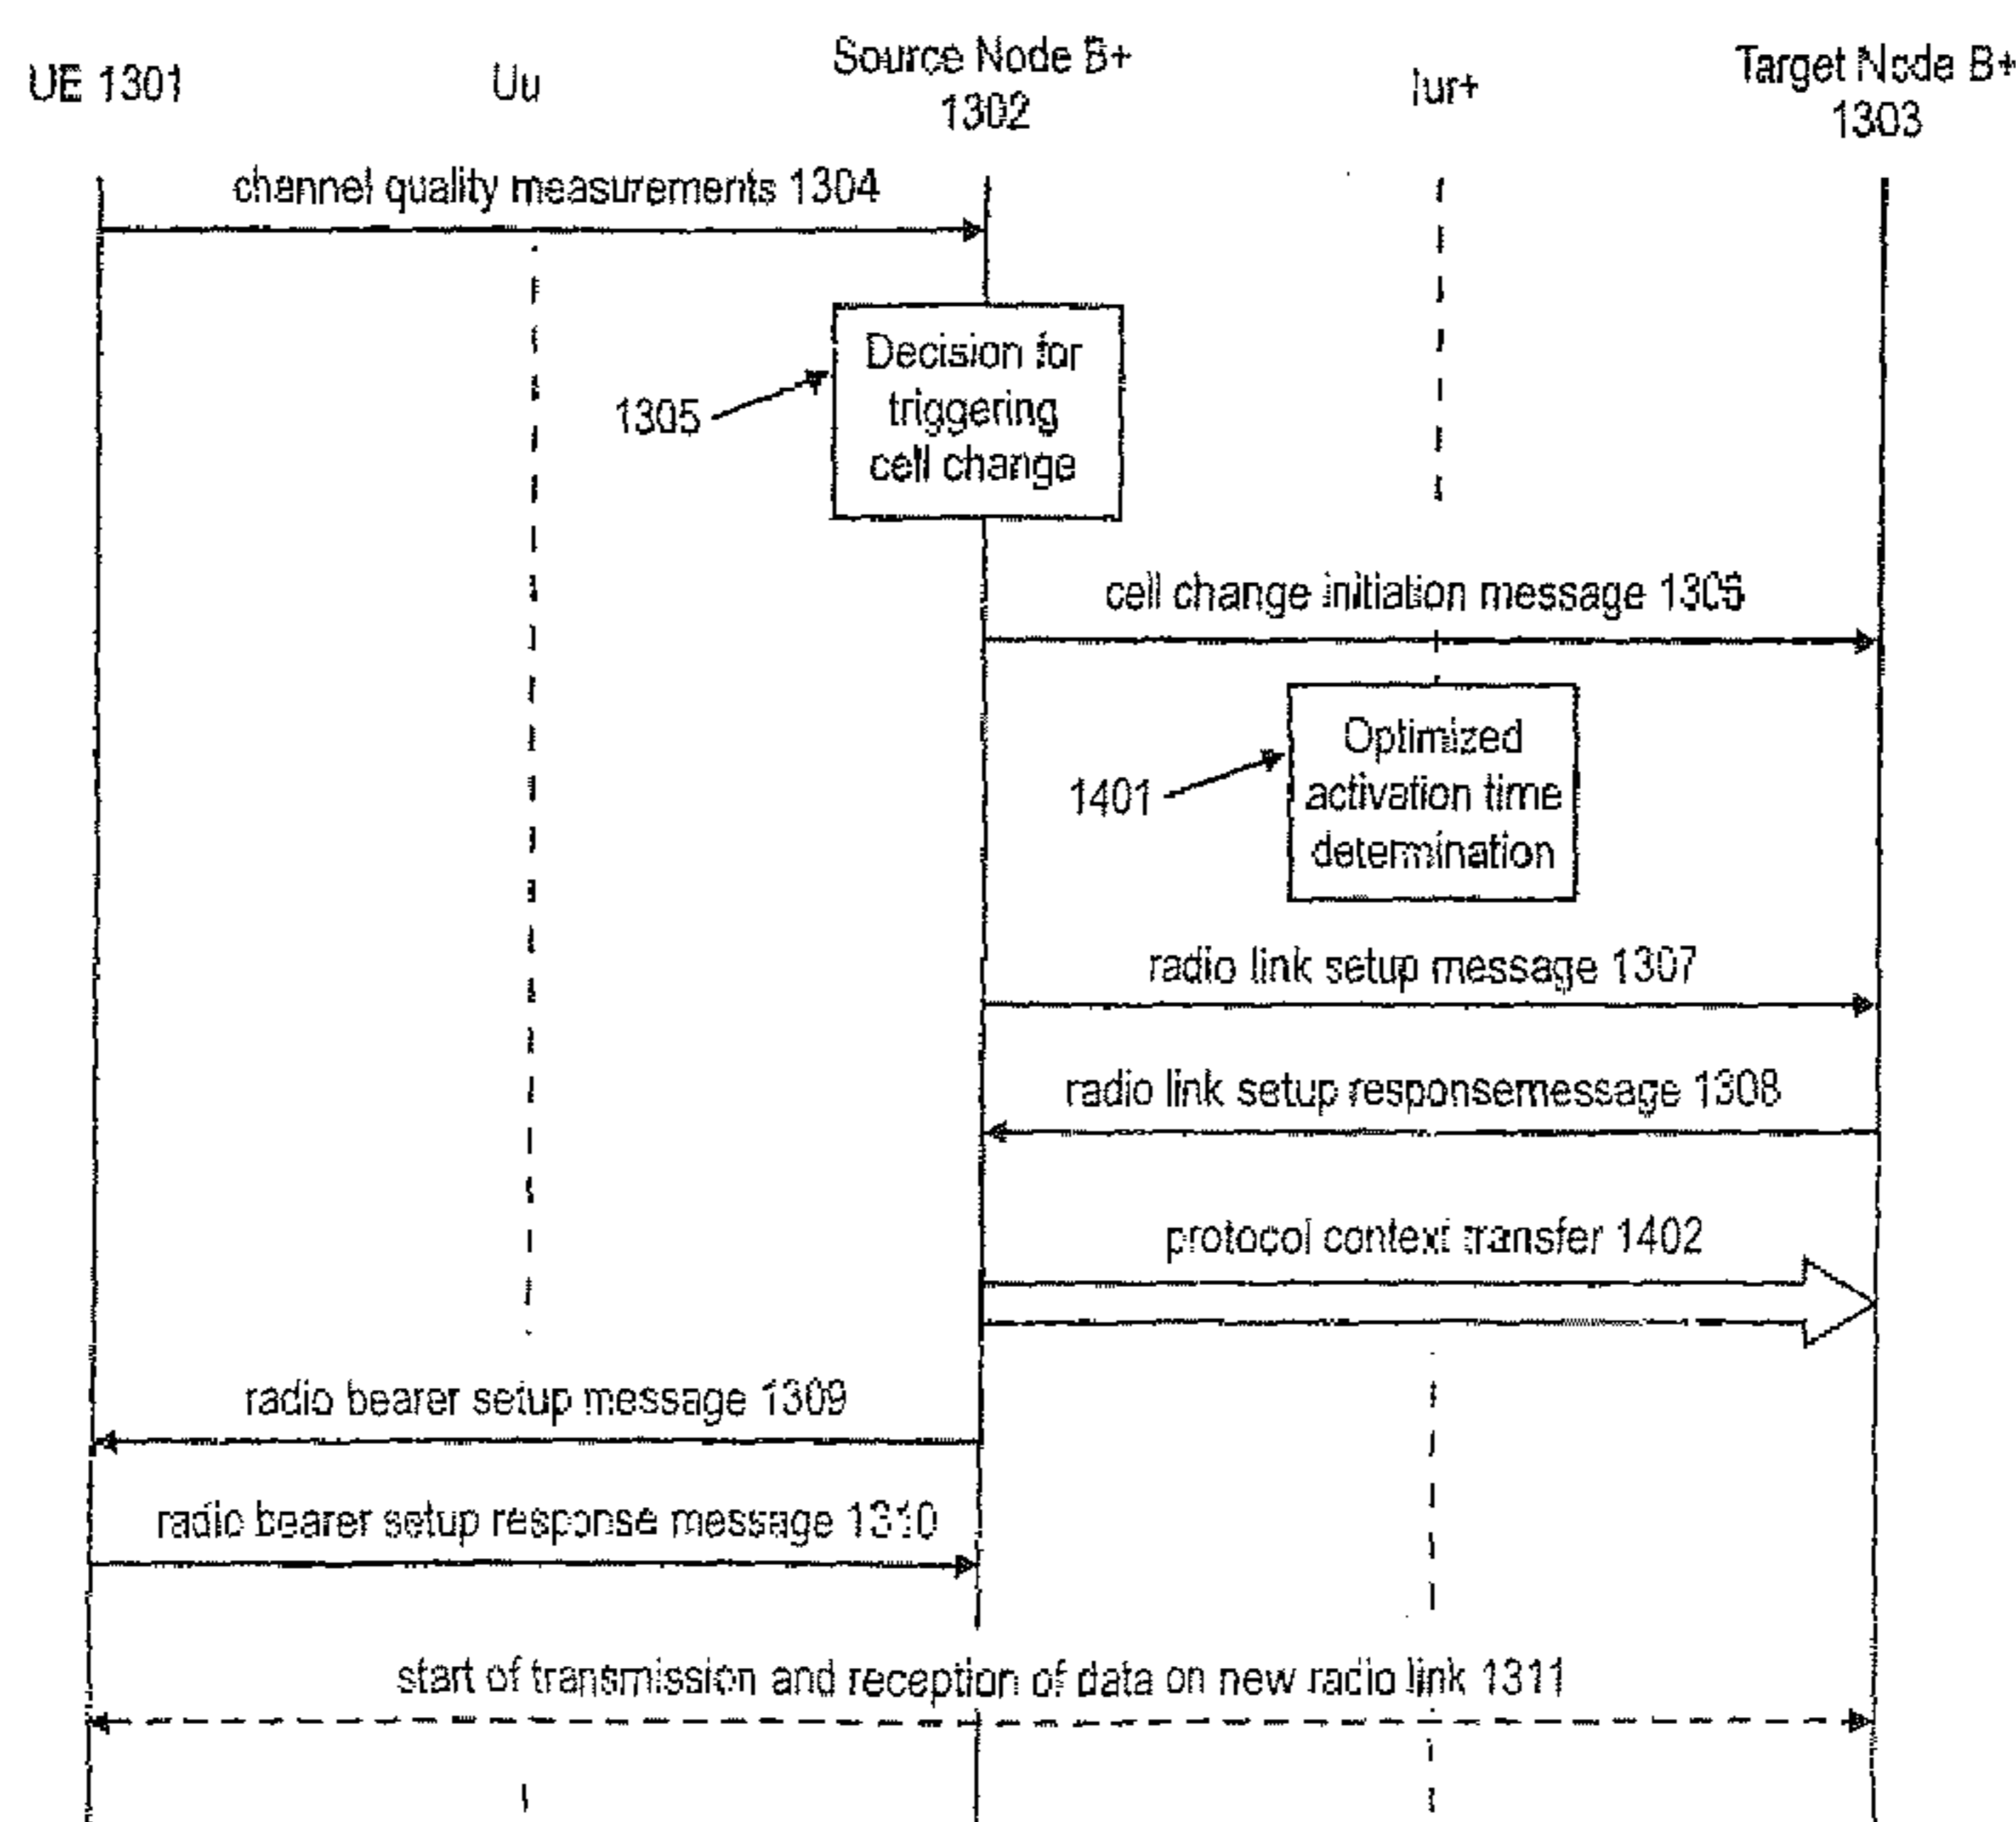 UE 1301
Uu
Source Node B+
1302
Iur+
Target Node B+
1303
channel quality measurements 1304
Decision for
triggering
cell change
1305
cell change initiation message 1306
Optimized
activation time
determination
1401
radio link setup message 1307
radio link setup responsemessage 1308
protocol context transfer 1402
radio bearer setup message 1309
radio bearer setup response message 1310
start of transmission and reception of data on new radio link 1311